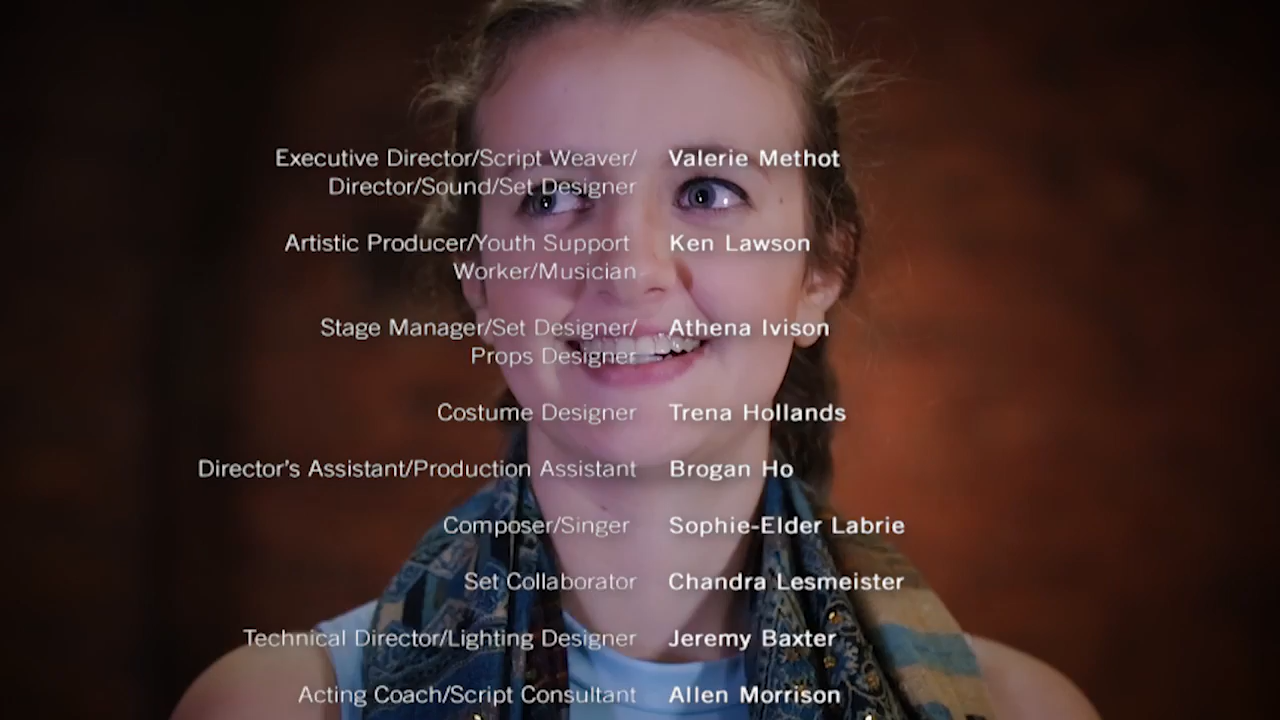 Executive Director/Script Weaver/ Valerie Methot
Director/Sound/Set Designer
Artistic Producer/Youth Support Ken Lawson
Worker/Musician
Stage Manager/Set Designer/ Athena Ivison
Props Designer
Costume Designer Trena Hollands
Director's Assistant/Production Assistant Brogan Ho
Composer/Singer Sophie-Elder Labrie
Set Collaborator Chandra Lesmeister
Technical Director/Lighting Designer Jeremy Baxter
Acting Coach/Script Consultant Allen Morrison